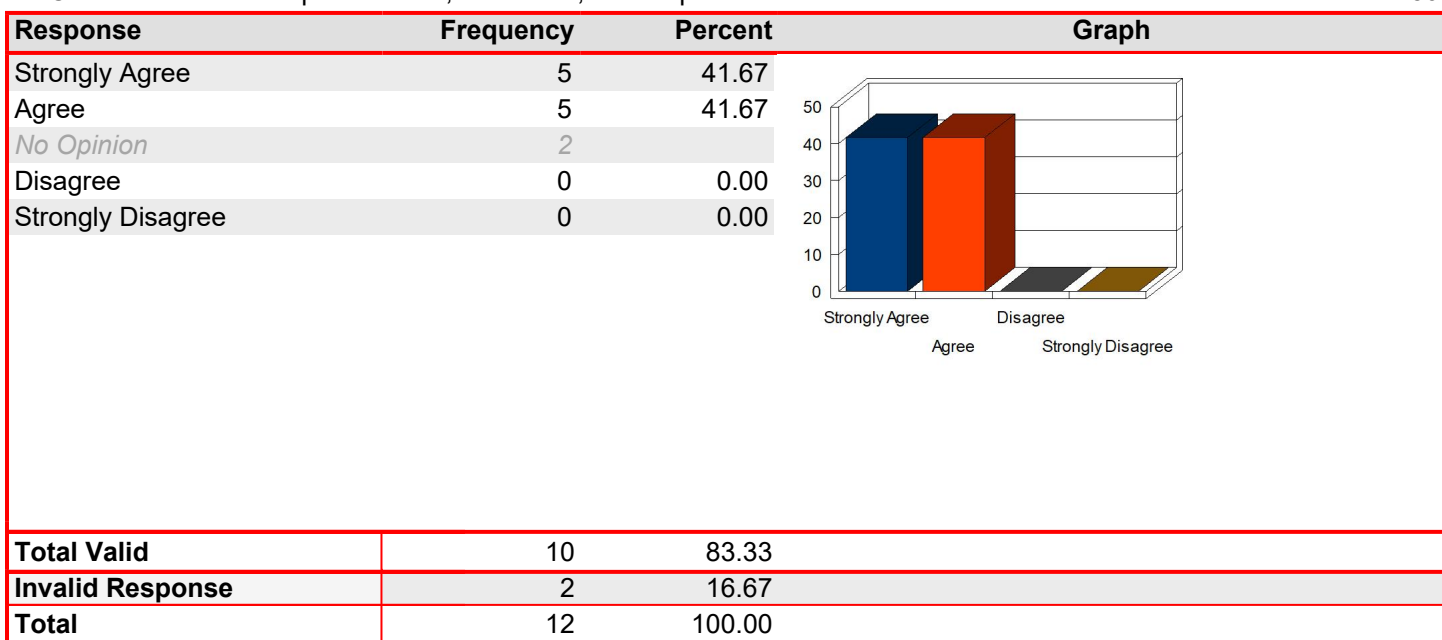 Response Frequency Percent Graph
Strongly Agree 5 41.67
Agree 5 41.67
No Opinion 2
Disagree 0 0.00
Strongly Disagree 0 0.00
50
40
30
20
10
0
Strongly Agree Disagree
Agree Strongly Disagree
Total Valid 10 83.33
Invalid Response 2 16.67
Total 12 100.00